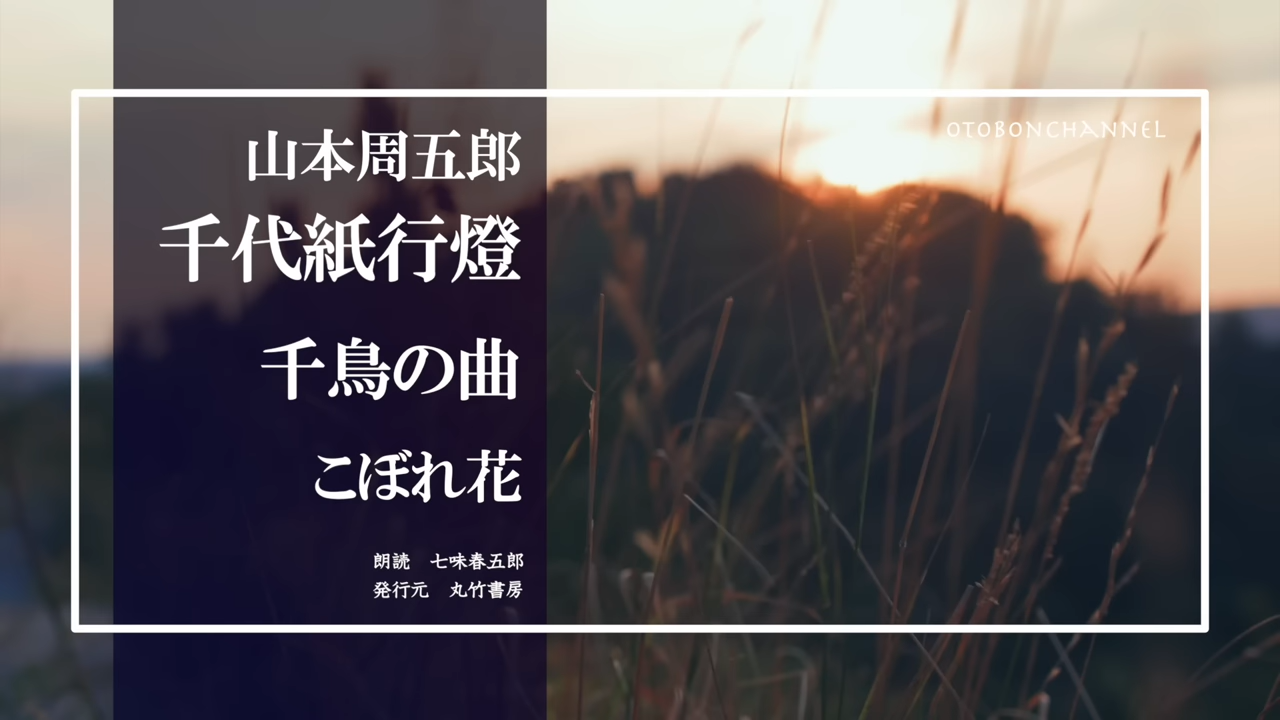 山本周五郎
千代紙行燈
千鳥の曲
こぼれ花
朗読　七味春五郎
発行元　丸竹書房
OTOBONCHANNEL